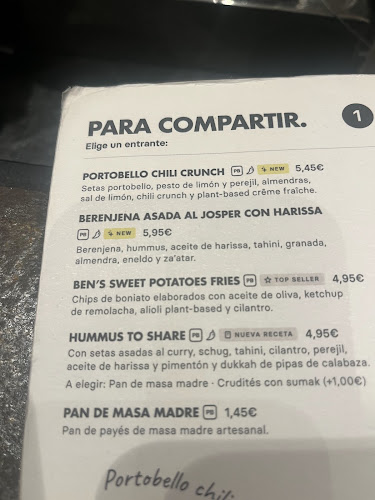 PARA COMPARTIR.
1
Elige un entrante:
PORTOBELLO CHILI CRUNCH PB NEW 5,45€
Setas portobello, pesto de limón y perejil, almendras,
sal de limón, chili crunch y plant-based crême fraîche.
BERENJENA ASADA AL JOSPER CON HARISSA
PB NEW 5,95€
Berenjena, hummus, aceite de harissa, tahini, granada,
almendra, eneldo y za'atar.
BEN'S SWEET POTATOES FRIES PB TOP SELLER 4,95€
Chips de boniato elaborados con aceite de oliva, ketchup
de remolacha, alioli plant-based y cilantro.
HUMMUS TO SHARE PB NUEVA RECETA 4,95€
Con setas asadas al curry, schug, tahini, cilantro, perejil,
aceite de harissa y pimentón y dukkah de pipas de calabaza.
A elegir: Pan de masa madre · Crudités con sumak (+1,00€)
PAN DE MASA MADRE PB 1,45€
Pan de payés de masa madre artesanal.
Portobello chili